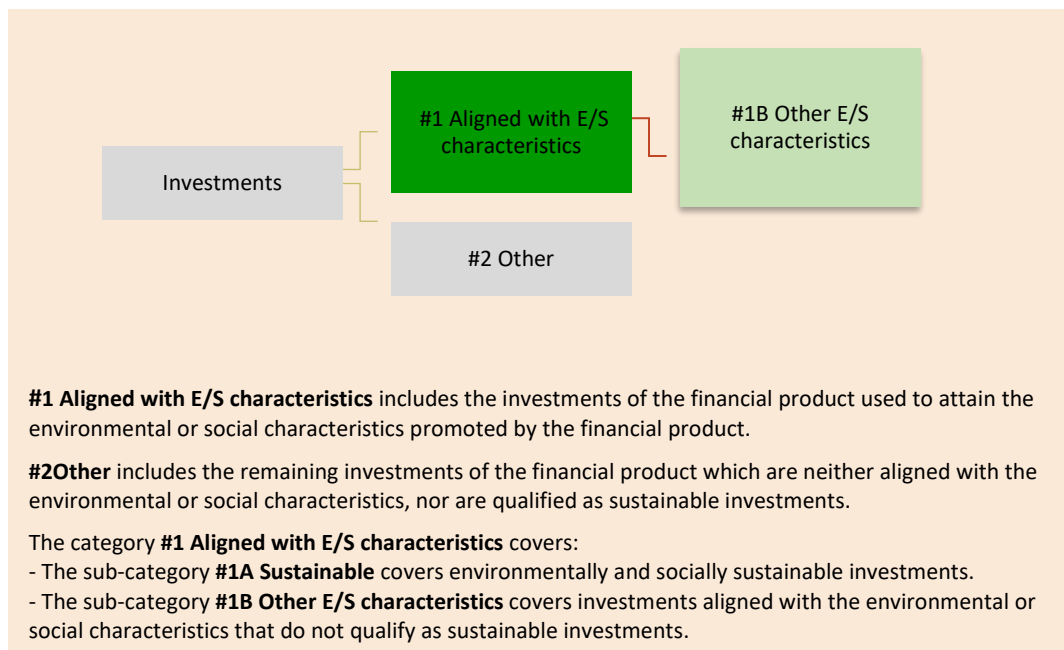 #1 Aligned with E/S
characteristics
#1B Other E/S
characteristics
Investments
#2 Other
#1 Aligned with E/S characteristics includes the investments of the financial product used to attain the
environmental or social characteristics promoted by the financial product.
#2Other includes the remaining investments of the financial product which are neither aligned with the
environmental or social characteristics, nor are qualified as sustainable investments.
The category #1 Aligned with E/S characteristics covers:
- The sub-category #1A Sustainable covers environmentally and socially sustainable investments.
- The sub-category #1B Other E/S characteristics covers investments aligned with the environmental or
social characteristics that do not qualify as sustainable investments.